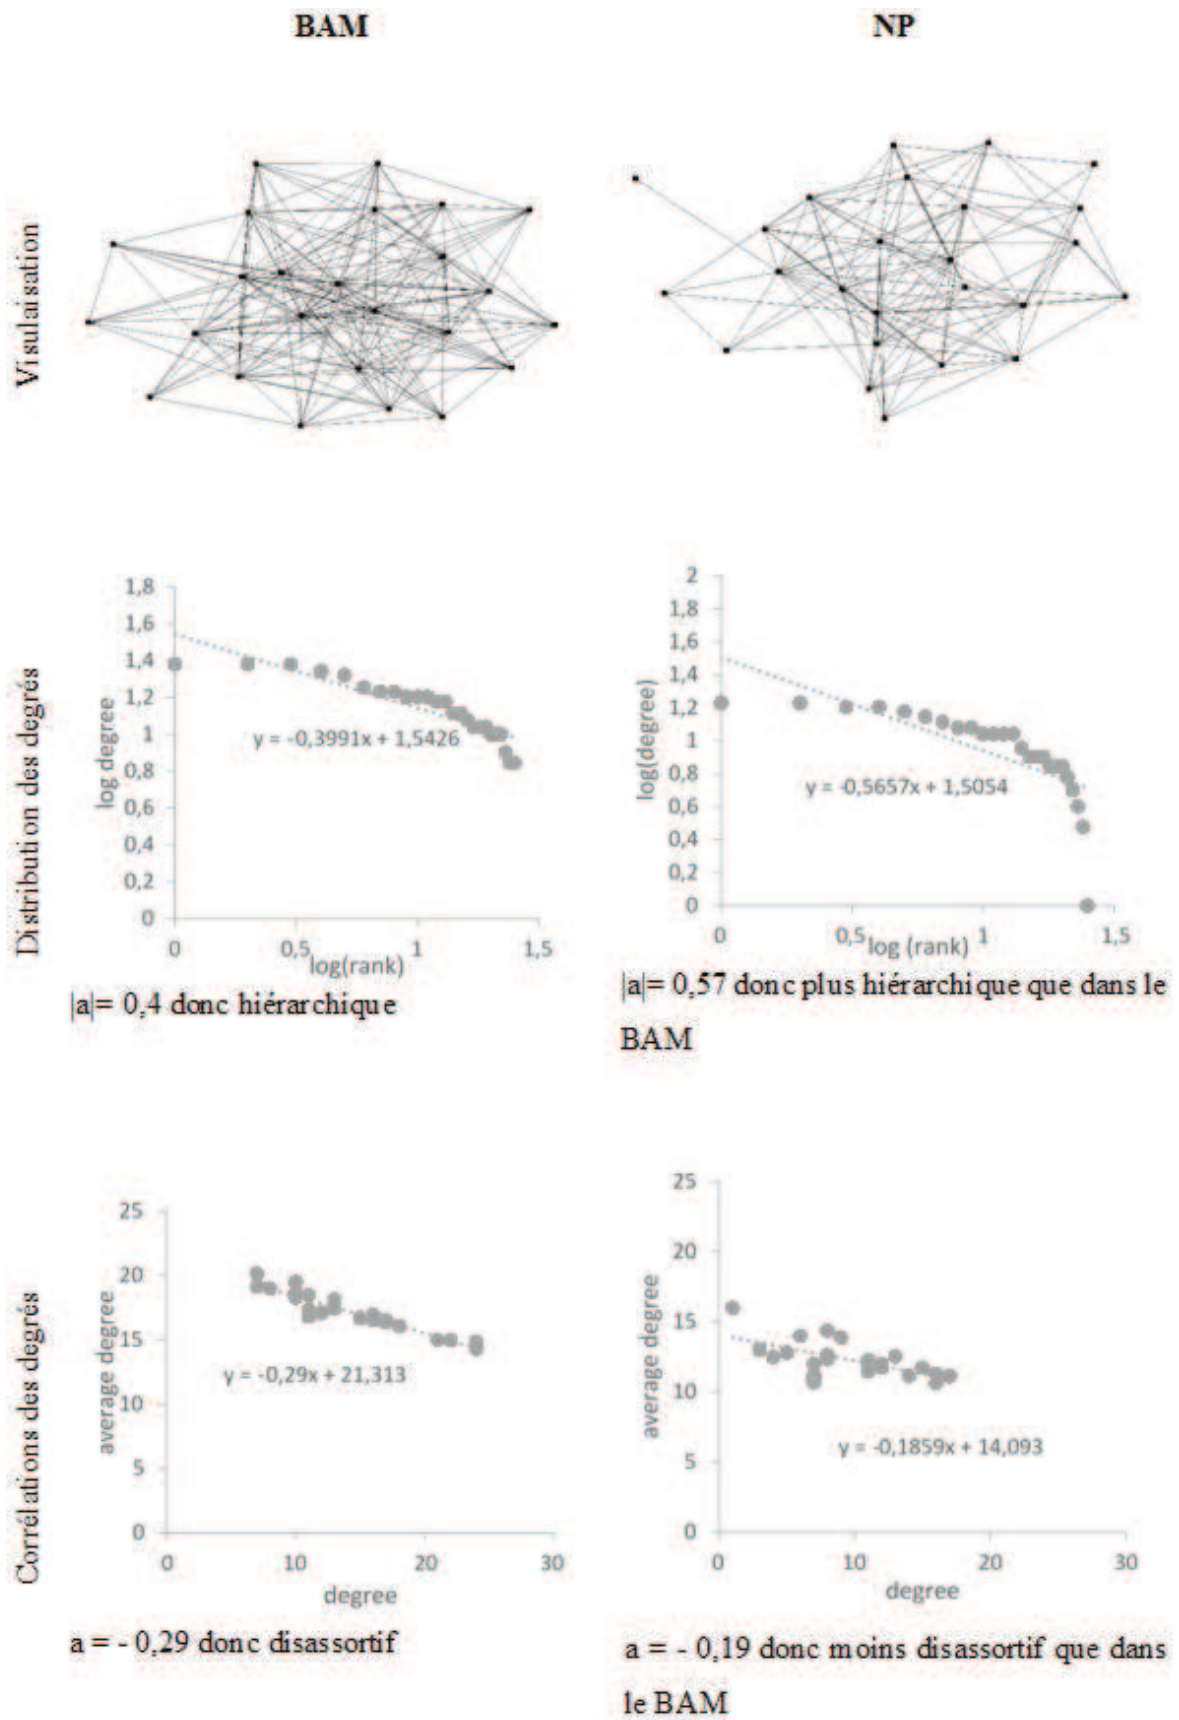 BAM
NP
Visulaisation
Distribution des degrés
1,8
1,6
1,4
1,2
1
0,8
0,6
0,4
0,2
0
log degree
y = -0,3991x + 1,5426
0
0,5
1
1,5
log(rank)
|a|= 0,4 donc hiérarchique
2
1,8
1,6
1,4
1,2
1
0,8
0,6
0,4
0,2
0
log(degree)
y = -0,5657x + 1,5054
0
0,5
1
1,5
log (rank)
|a|= 0,57 donc plus hiérarchique que dans le
BAM
Corrélations des degrés
25
20
15
10
5
0
average degree
y = -0,29x + 21,313
0
10
20
30
degree
a = - 0,29 donc disassortif
25
20
15
10
5
0
average degree
y = -0,1859x + 14,093
0
10
20
30
degree
a = - 0,19 donc moins disassortif que dans
le BAM